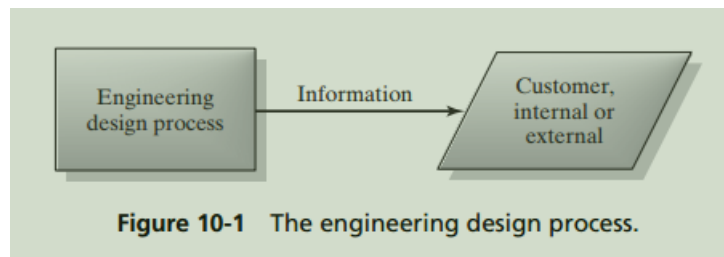 Engineering
design process
Information
Customer,
internal or
external
Figure 10-1 The engineering design process.